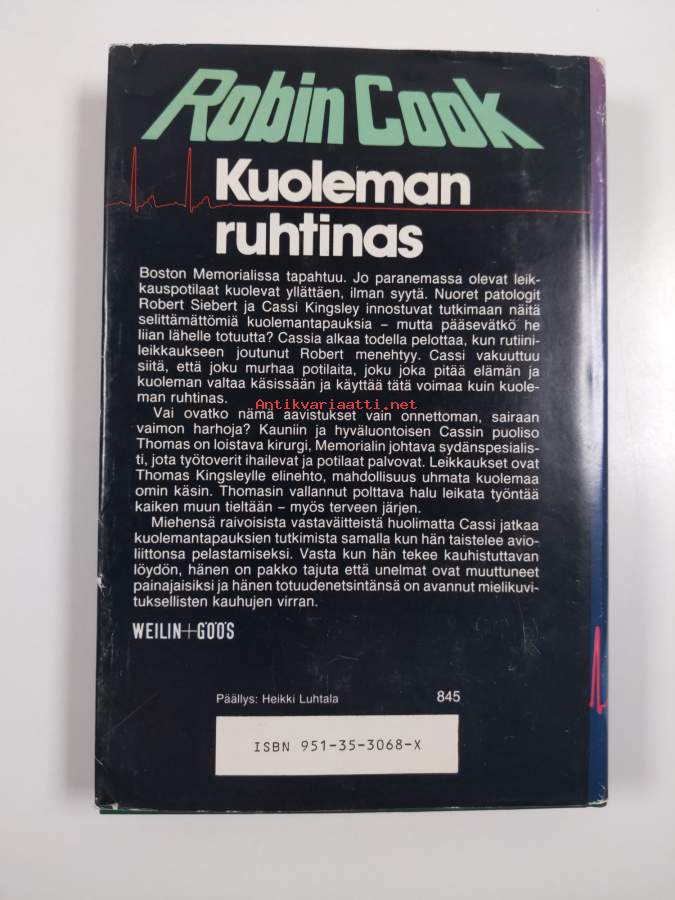 Robin Cook
Kuoleman
ruhtinas
Boston Memorialissa tapahtuu. Jo paranemassa olevat leik-
kauspotilaat kuolevat yllättäen, ilman syytä. Nuoret patologit
Robert Siebert ja Cassi Kingsley innostuvat tutkimaan näitä
selittämättömiä kuolemantapauksia – mutta pääsevätkö he
liian lähelle totuutta? Cassia alkaa todella pelottaa, kun rutiini-
leikkaukseen joutunut Robert menehtyy. Cassi vakuuttuu
siitä, että joku murhaa potilaita, joku joka pitää elämän ja
kuoleman valtaa käsissään ja käyttää tätä voimaa kuin kuole-
man ruhtinas.
Antikvariaatti.net
Vai ovatko nämä aavistukset vain onnettoman, sairaan
vaimon harhoja? Kauniin ja hyväluontoisen Cassin puoliso
Thomas on loistava kirurgi, Memorialin johtava sydänspesialis-
ti, jota työtoverit ihailevat ja potilaat palvovat. Leikkaukset ovat
Thomas Kingsleylle elinehto, mahdollisuus uhmata kuolemaa
omin käsin. Thomasin vallannut polttava halu leikata työntää
kaiken muun tieltään – myös terveen järjen.
Miehensä raivoisista vastaväitteistä huolimatta Cassi jatkaa
kuolemantapauksien tutkimista samalla kun hän taistelee avio-
liittonsa pelastamiseksi. Vasta kun hän tekee kauhistuttavan
löydön, hänen on pakko tajuta että unelmat ovat muuttuneet
painajaisiksi ja hänen totuudenetsintänsä on avannut mielikuvi-
tuksellisten kauhujen virran.
WEILIN+GÖÖS
Päällys: Heikki Luhtala 845
ISBN 951-35-3068-X